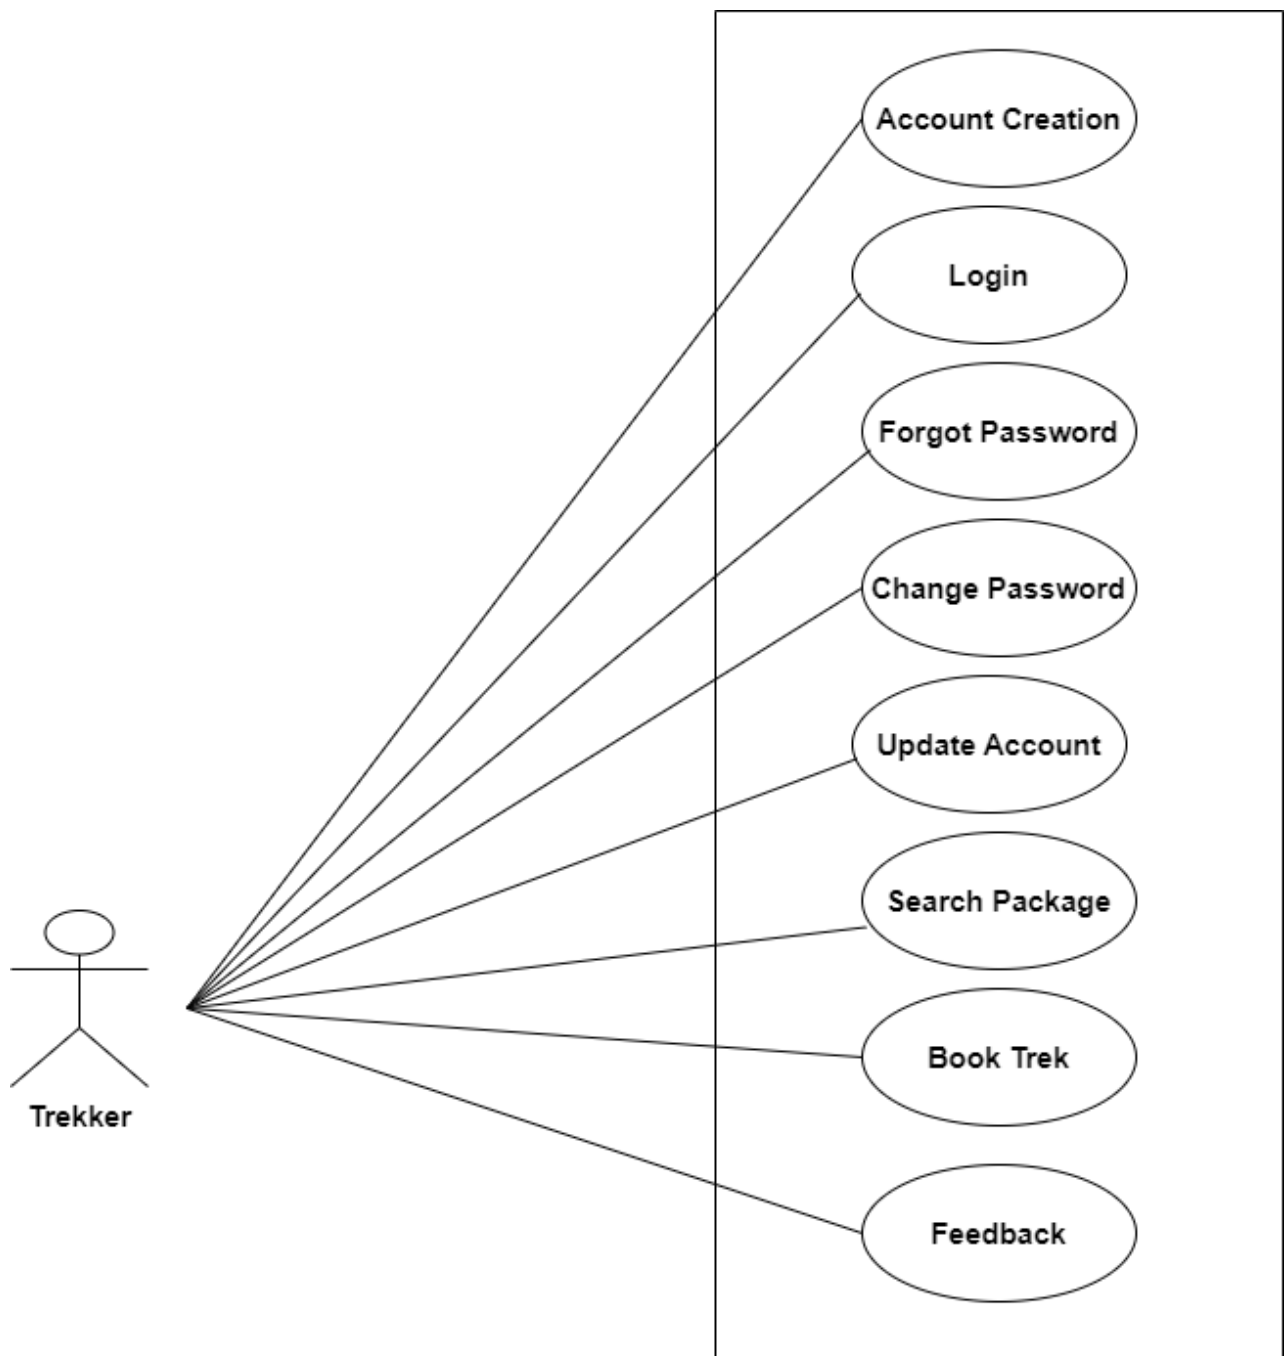 Account Creation
Login
Forgot Password
Change Password
Update Account
Search Package
Book Trek
Trekker
Feedback